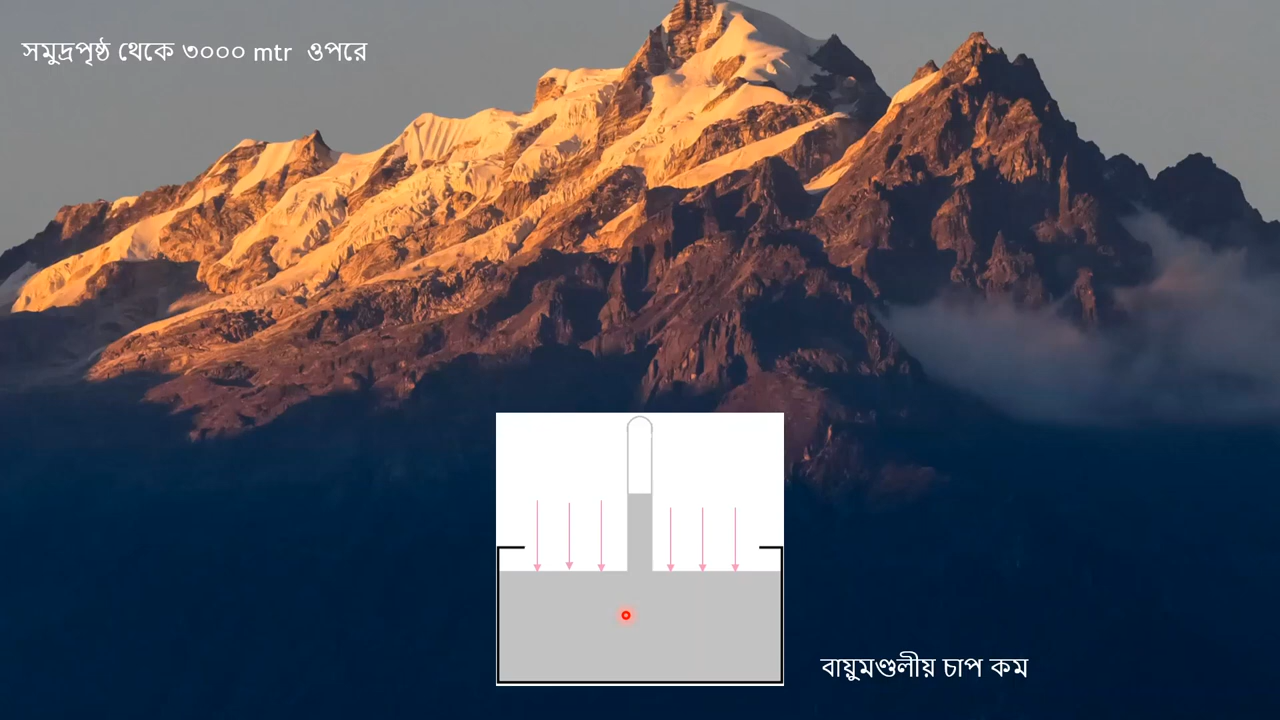 সমুদ্রপৃষ্ঠ থেকে ৩০০০ mtr ওপরে
বায়ুমণ্ডলীয় চাপ কম